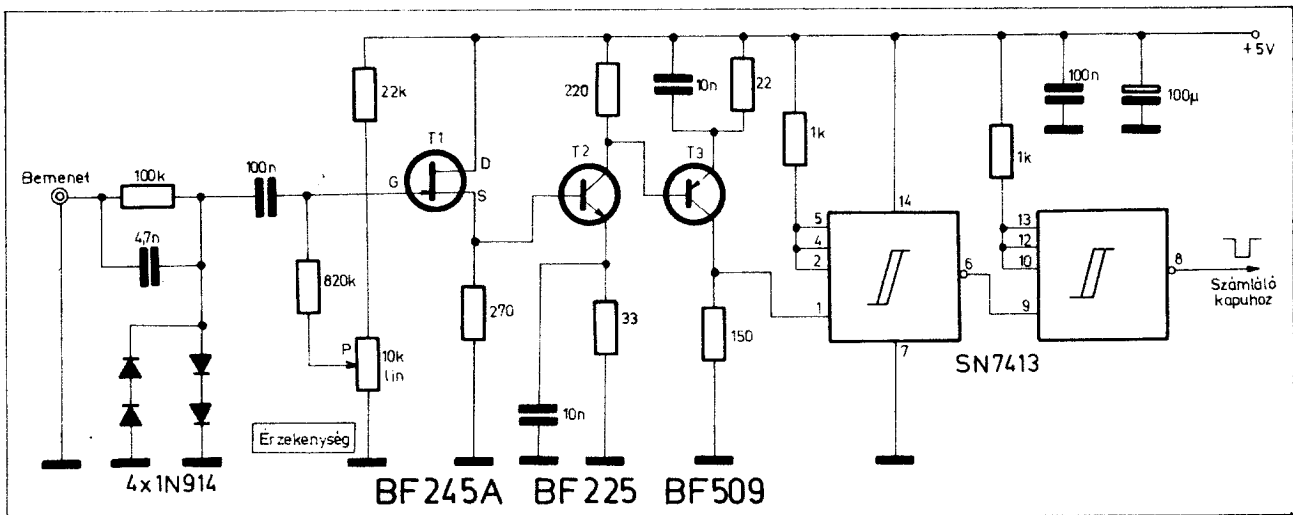 +5V
22k
220
10n
22
100n
100μ
1k
1k
T1
D
G
S
T2
T3
Bemenet
100k
100n
4,7n
820k
P
10k
lin
270
33
10n
150
14
5
4
2
1
6
7
13
12
10
9
8
Számláló
kapuhoz
SN7413
Érzekenység
4x1N914
BF245A BF225 BF509